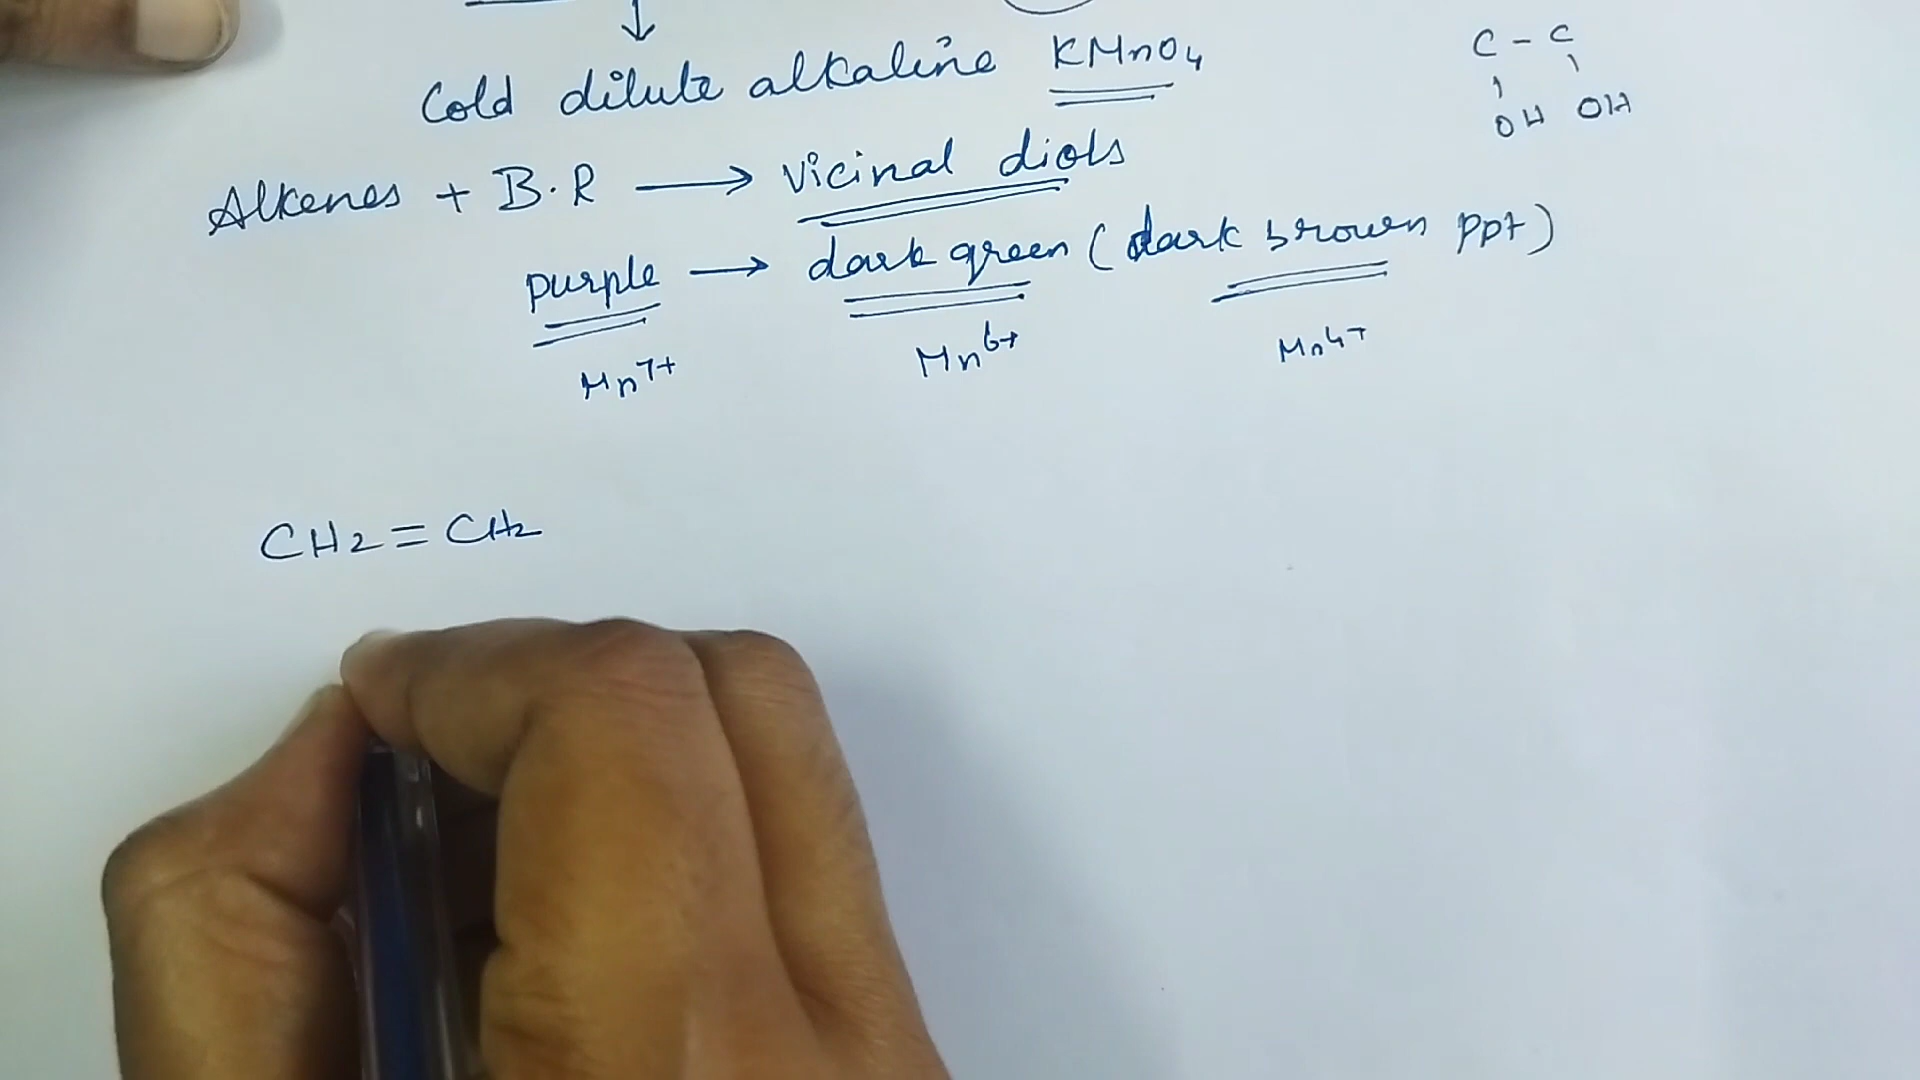 Cold dilute alkaline KMnO4
C - C
OH OH
Alkenes + B.R → Vicinal diols
purple → dark green (dark brown ppt)
Mn7+ Mn6+ Mn4+
CH2 = CH2